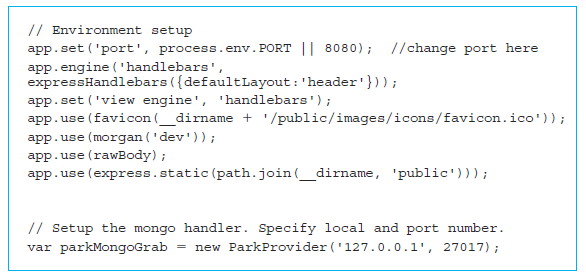 // Environment setup
app.set('port', process.env.PORT || 8080);  //change port here
app.engine('handlebars',
expressHandlebars({defaultLayout:'header'}));
app.set('view engine', 'handlebars');
app.use(favicon(__dirname + '/public/images/icons/favicon.ico'));
app.use(morgan('dev'));
app.use(rawBody);
app.use(express.static(path.join(__dirname, 'public')));
// Setup the mongo handler. Specify local and port number.
var parkMongoGrab = new ParkProvider('127.0.0.1', 27017);